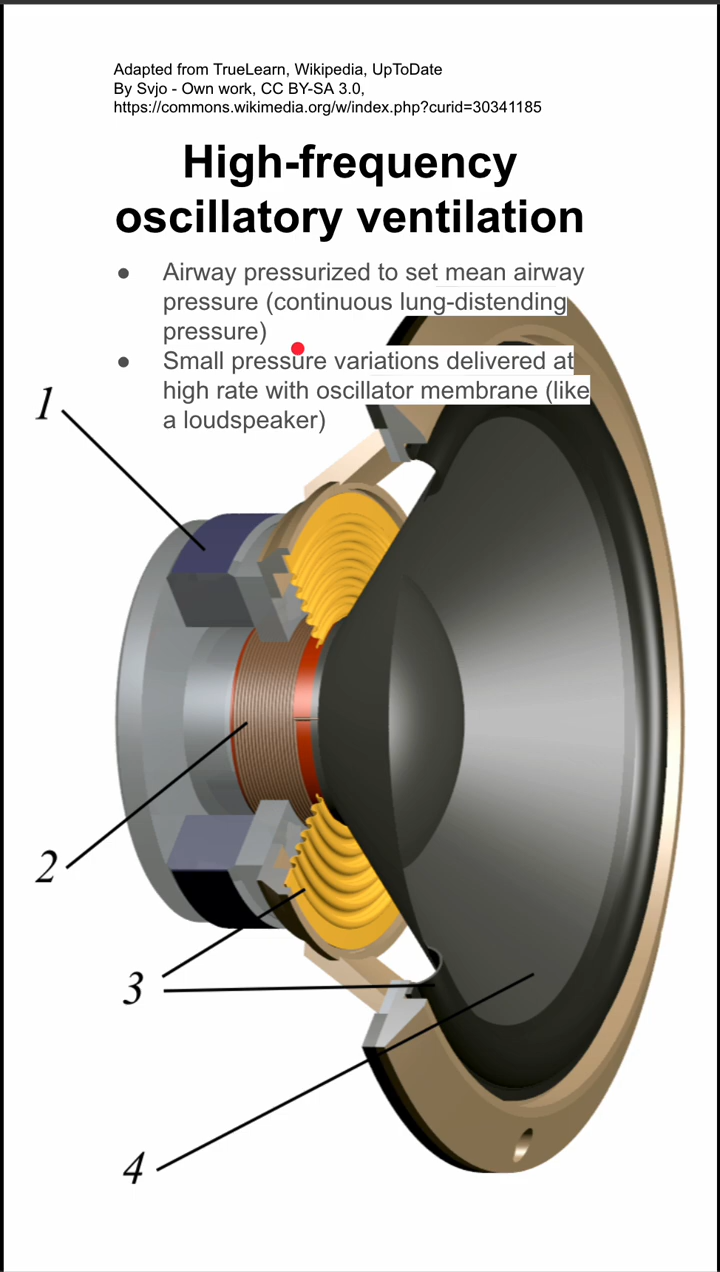 Adapted from TrueLearn, Wikipedia, UpToDate
By Svjo - Own work, CC BY-SA 3.0,
https://commons.wikimedia.org/w/index.php?curid=30341185
High-frequency
oscillatory ventilation
● Airway pressurized to set mean airway
pressure (continuous lung-distending
pressure)
● Small pressure variations delivered at
high rate with oscillator membrane (like
a loudspeaker)
1
2
3
4